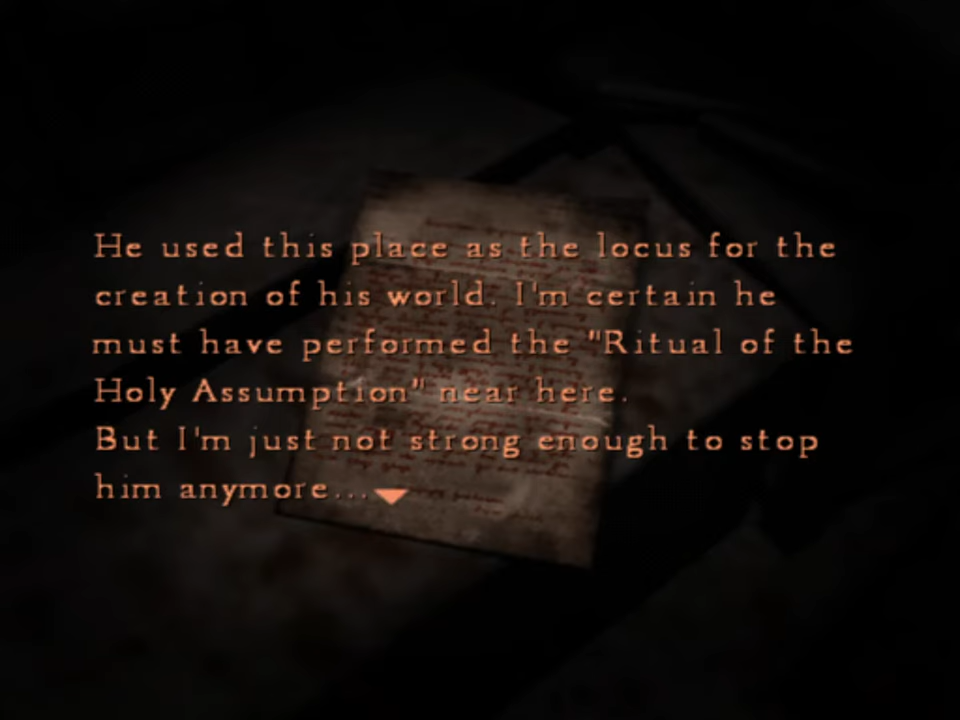 He used this place as the locus for the
creation of his world. I'm certain he
must have performed the "Ritual of the
Holy Assumption" near here.
But I'm just not strong enough to stop
him anymore...